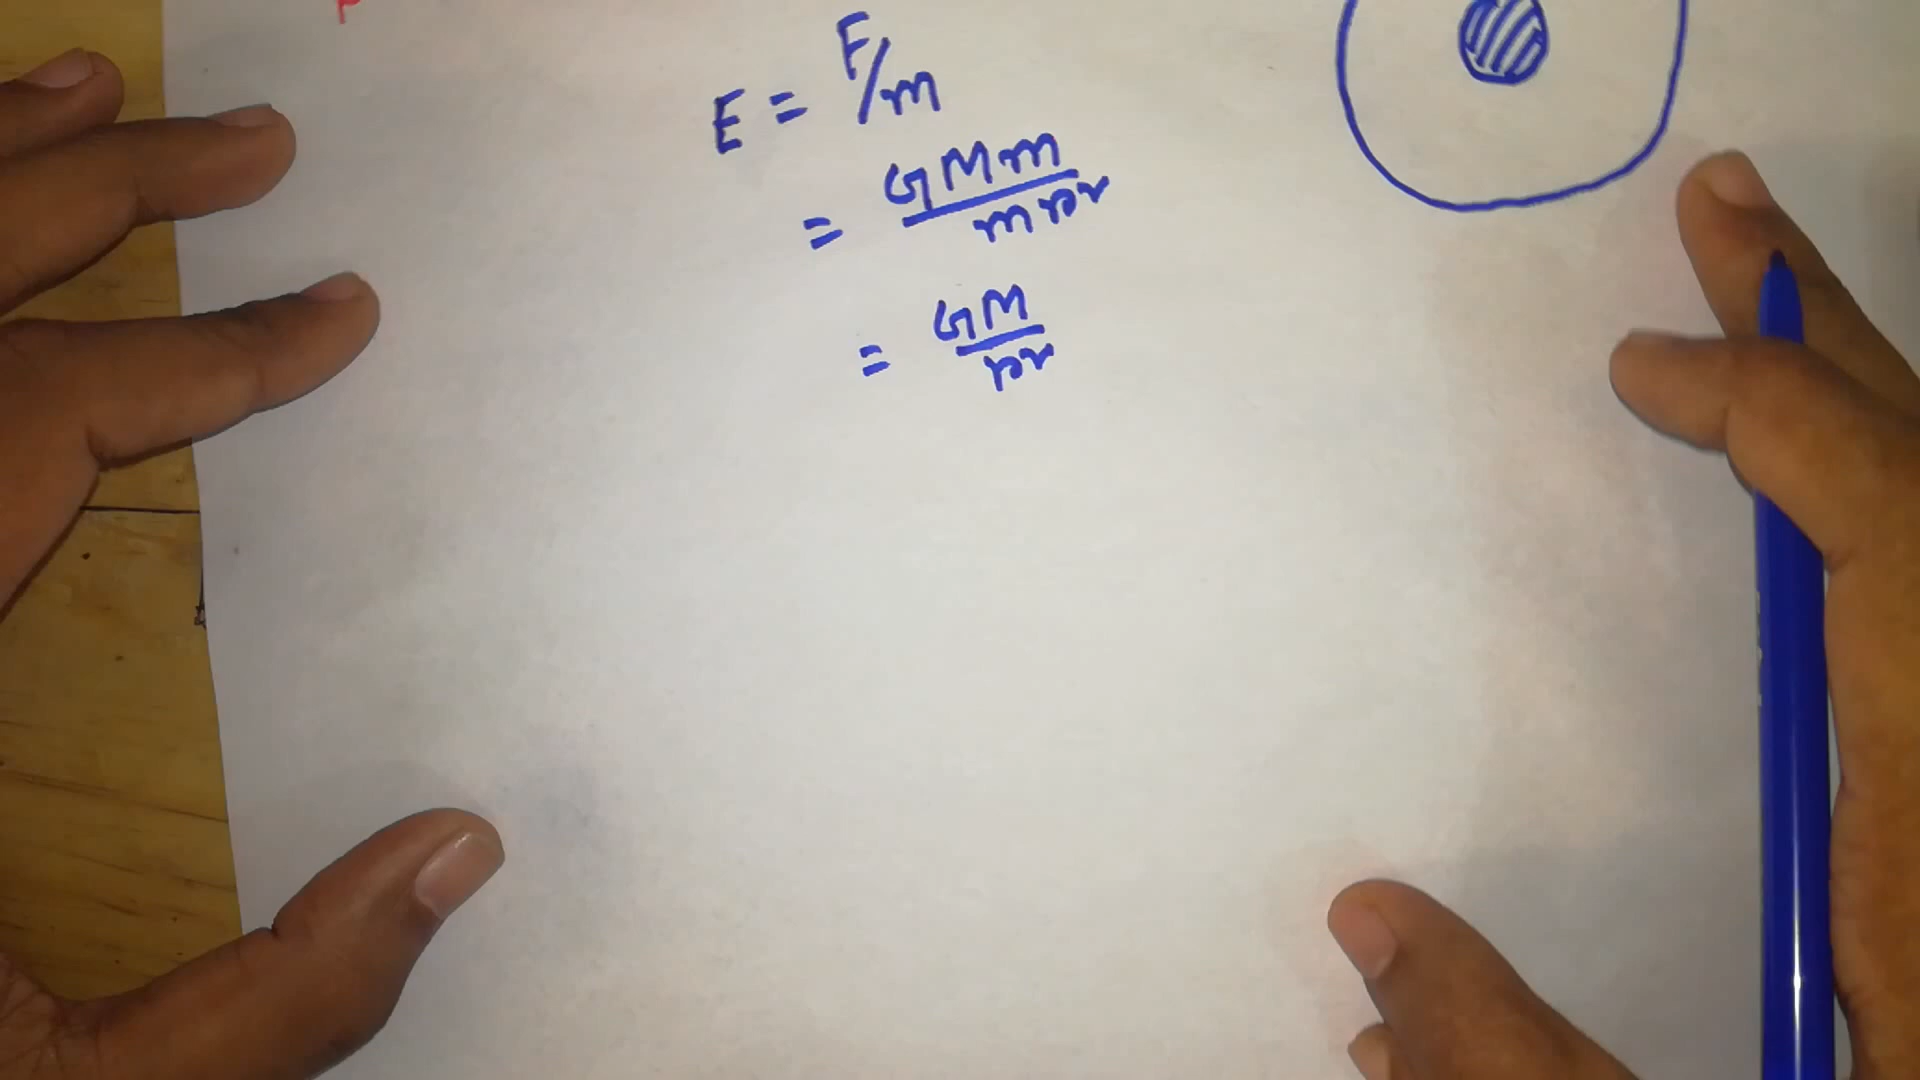 E = F/m
= GMm/mr²
= GM/r²